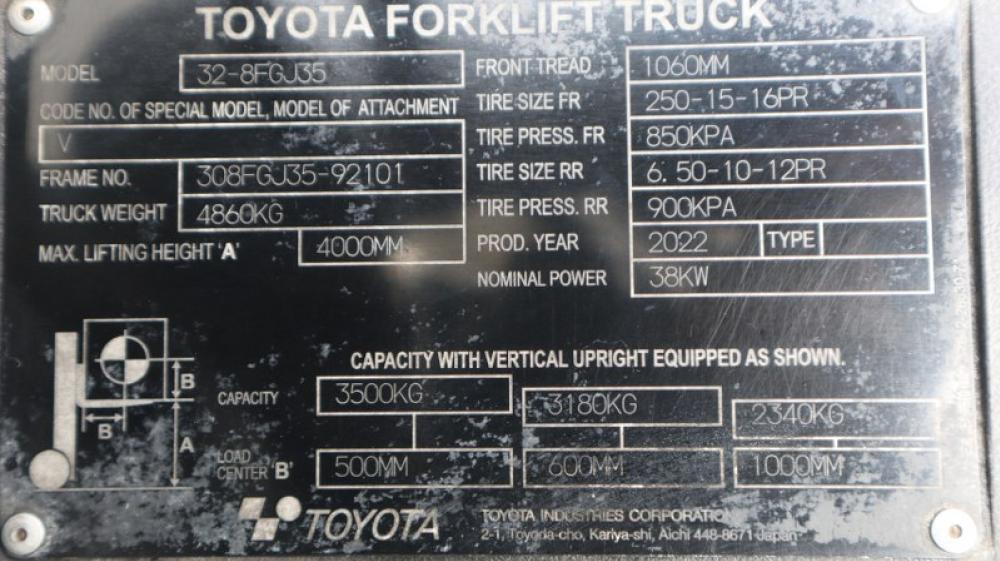 TOYOTA FORKLIFT TRUCK
MODEL 32-8FGJ35
CODE NO. OF SPECIAL MODEL, MODEL OF ATTACHMENT
V
FRAME NO. 308FGJ35-92101
TRUCK WEIGHT 4860KG
MAX. LIFTING HEIGHT 'A' 4000MM
FRONT TREAD 1060MM
TIRE SIZE FR 250-15-16PR
TIRE PRESS. FR 850KPA
TIRE SIZE RR 6.50-10-12PR
TIRE PRESS. RR 900KPA
PROD. YEAR 2022 TYPE
NOMINAL POWER 38KW
B
B
A
CAPACITY WITH VERTICAL UPRIGHT EQUIPPED AS SHOWN.
CAPACITY 3500KG 3180KG 2340KG
LOAD
CENTER 'B' 500MM 600MM 1000MM
TOYOTA
TOYOTA INDUSTRIES CORPORATION
2-1, Toyoda-cho, Kariya-shi, Aichi 448-8671 Japan